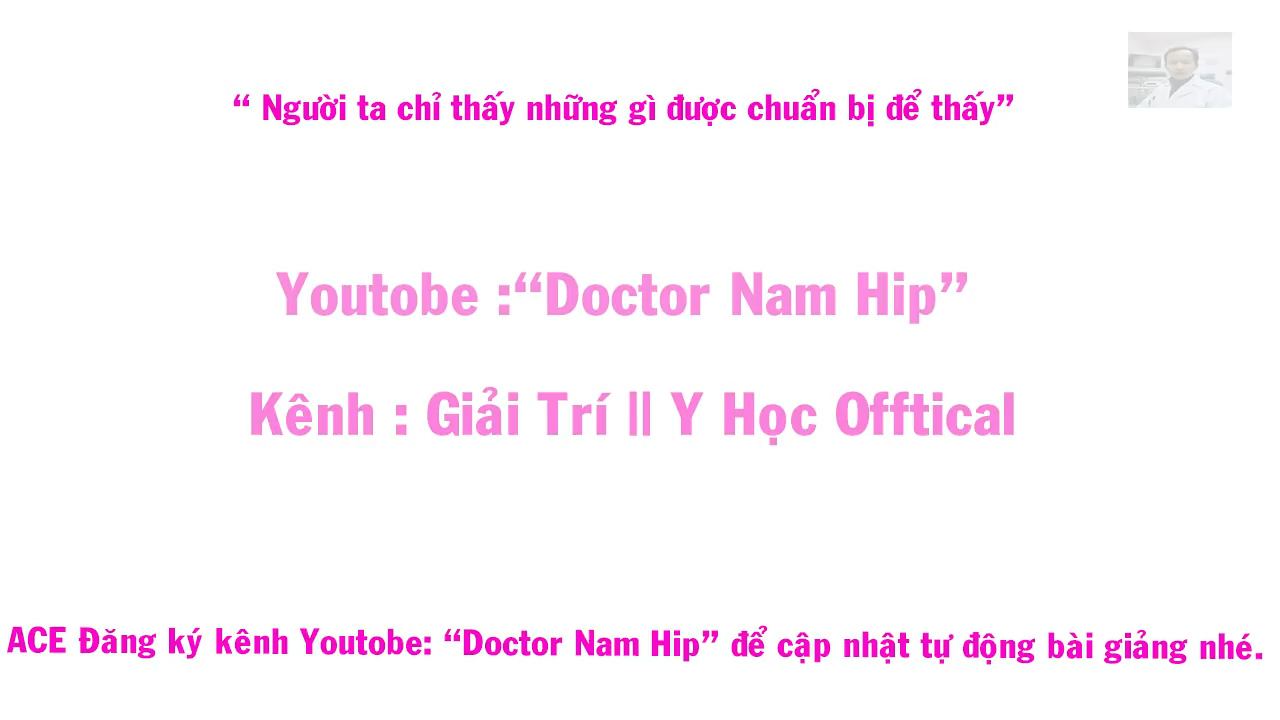 “ Người ta chỉ thấy những gì được chuẩn bị để thấy”
Youtobe :“Doctor Nam Hip”
Kênh : Giải Trí || Y Học Offtical
ACE Đăng ký kênh Youtobe: “Doctor Nam Hip” để cập nhật tự động bài giảng nhé.